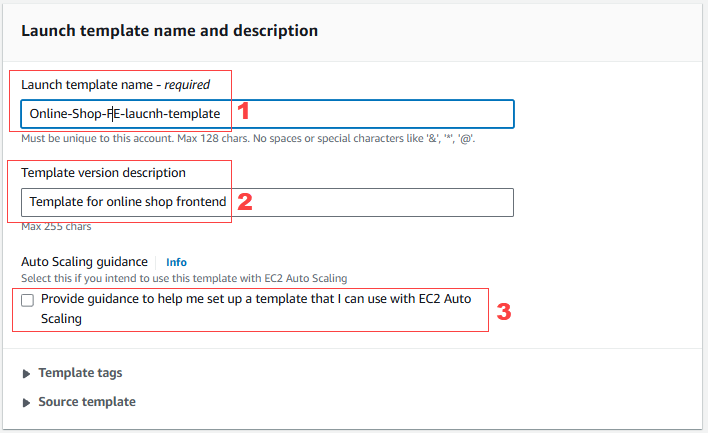 Launch template name and description
Launch template name - required
Online-Shop-FE-laucnh-template
1
Must be unique to this account. Max 128 chars. No spaces or special characters like '&', '*', '@'.
Template version description
Template for online shop frontend
2
Max 255 chars
Auto Scaling guidance
Info
Select this if you intend to use this template with EC2 Auto Scaling
Provide guidance to help me set up a template that I can use with EC2 Auto
Scaling
3
Template tags
Source template